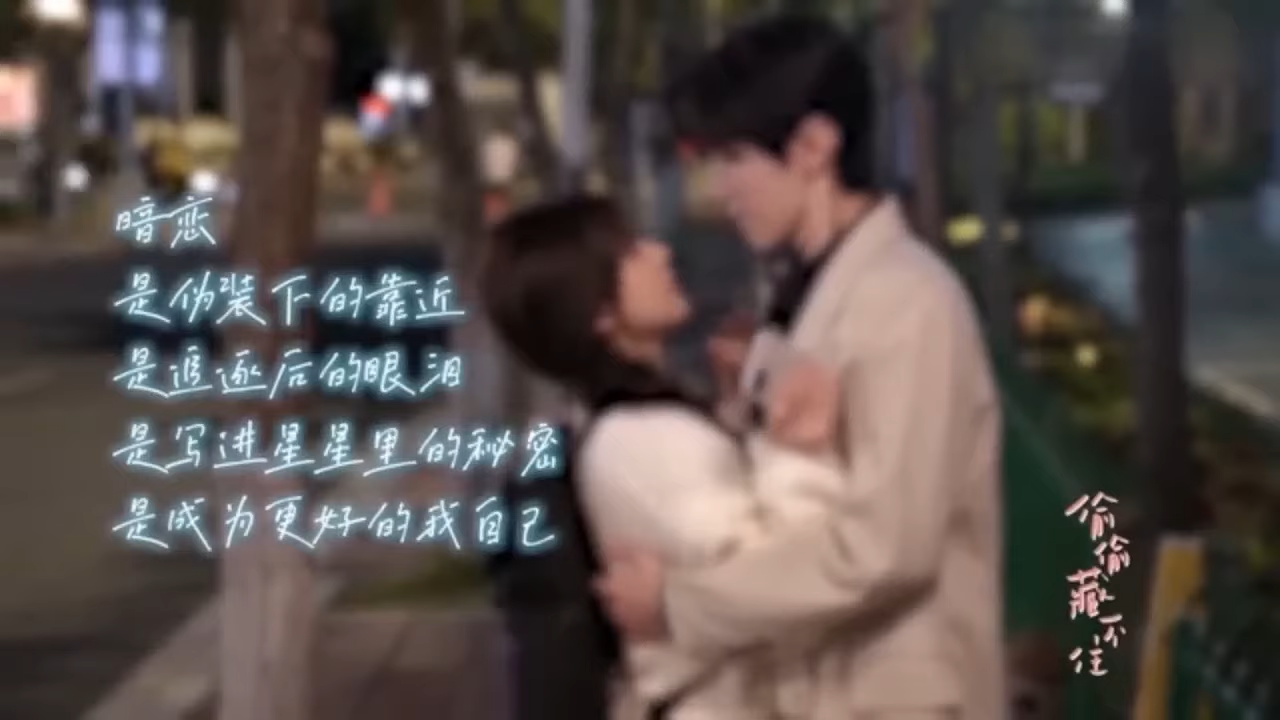 暗恋
是伪装下的靠近
是追逐后的眼泪
是写进星星里的秘密
是成为更好的我自己
偷偷藏不住